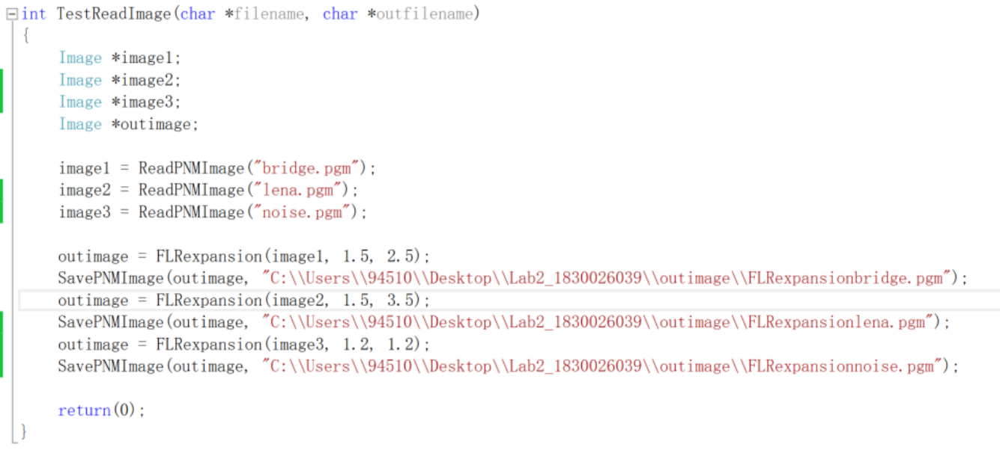 int TestReadImage(char *filename, char *outfilename)
{
Image *image1;
Image *image2;
Image *image3;
Image *outimage;
image1 = ReadPNMImage("bridge.pgm");
image2 = ReadPNMImage("lena.pgm");
image3 = ReadPNMImage("noise.pgm");
outimage = FLRexpansion(image1, 1.5, 2.5);
SavePNMImage(outimage, "C:\\Users\\94510\\Desktop\\Lab2_1830026039\\outimage\\FLRexpansionbridge.pgm");
outimage = FLRexpansion(image2, 1.5, 3.5);
SavePNMImage(outimage, "C:\\Users\\94510\\Desktop\\Lab2_1830026039\\outimage\\FLRexpansionlena.pgm");
outimage = FLRexpansion(image3, 1.2, 1.2);
SavePNMImage(outimage, "C:\\Users\\94510\\Desktop\\Lab2_1830026039\\outimage\\FLRexpansionnoise.pgm");
return(0);
}